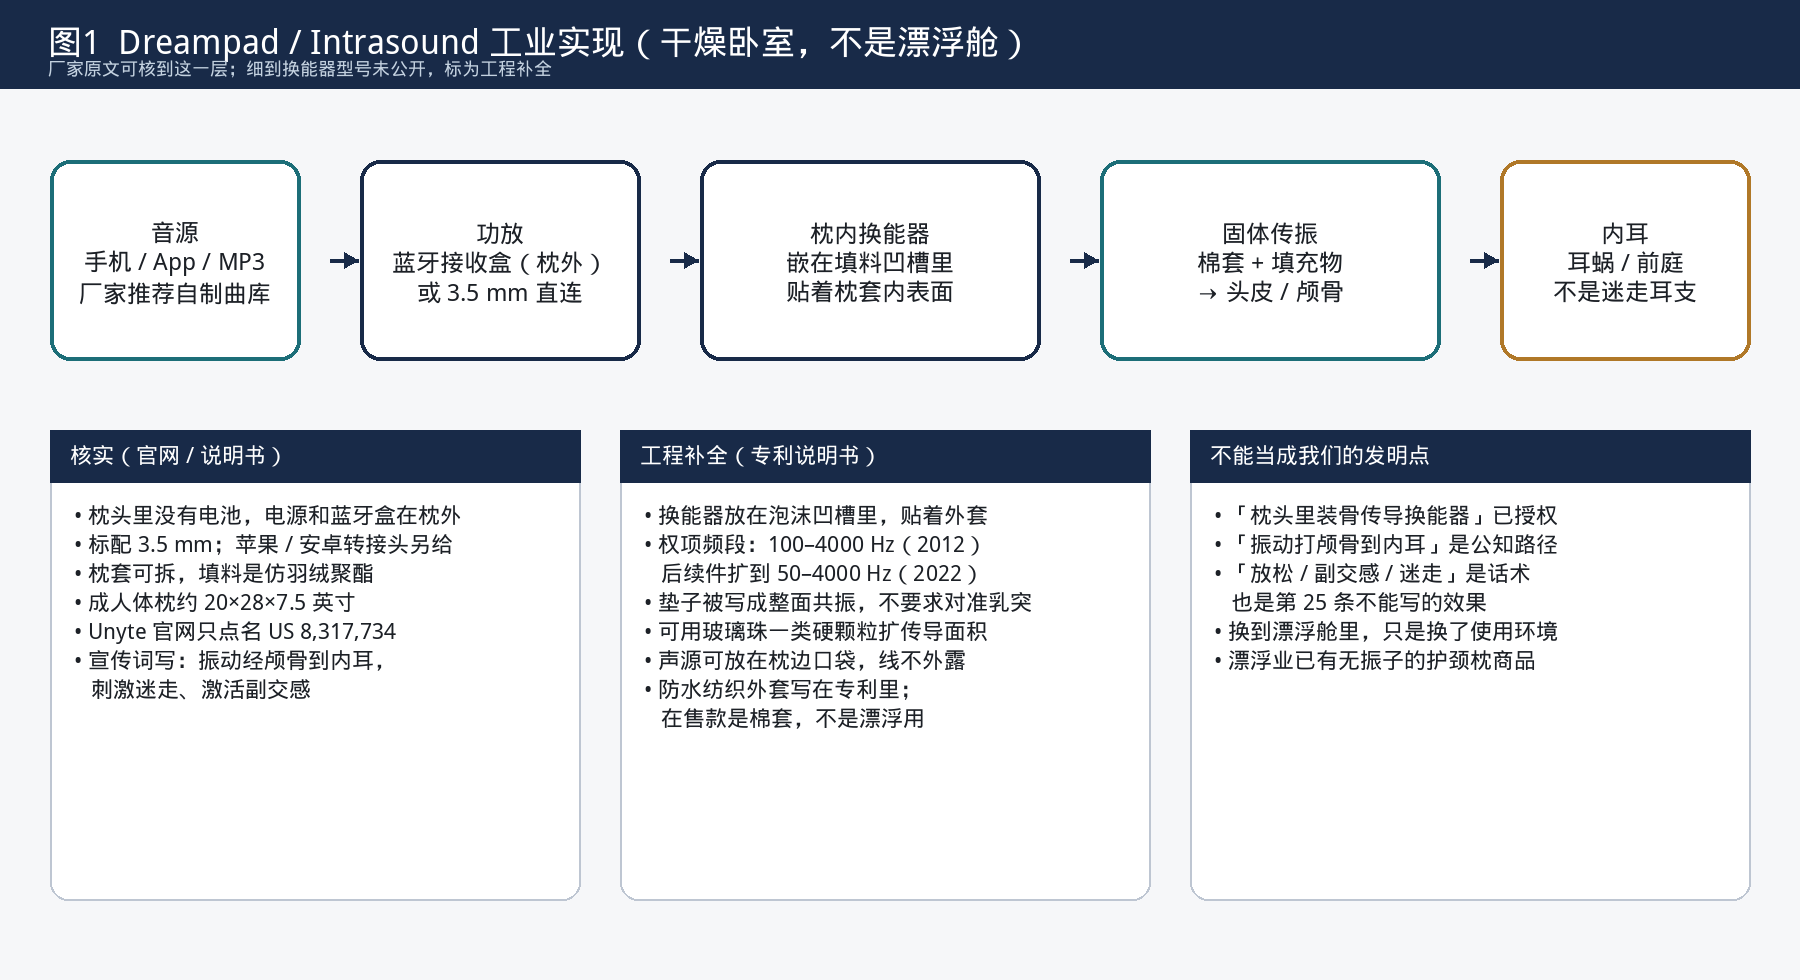 图1 Dreampad / Intrasound 工业实现（干燥卧室，不是漂浮舱）
厂家原文可核到这一层；细到换能器型号未公开，标为工程补全
音源
手机 / App / MP3
厂家推荐自制曲库
功放
蓝牙接收盒（枕外）
或 3.5 mm 直连
枕内换能器
嵌在填料凹槽里
贴着枕套内表面
固体传振
棉套 + 填充物
→ 头皮 / 颅骨
内耳
耳蜗 / 前庭
不是迷走耳支
核实（官网 / 说明书）
• 枕头里没有电池，电源和蓝牙盒在枕外
• 标配 3.5 mm；苹果 / 安卓转接头另给
• 枕套可拆，填料是仿羽绒聚酯
• 成人体枕约 20×28×7.5 英寸
• Unyte 官网只点名 US 8,317,734
• 宣传词写：振动经颅骨到内耳，
刺激迷走、激活副交感
工程补全（专利说明书）
• 换能器放在泡沫凹槽里，贴着外套
• 权项频段：100–4000 Hz（2012）
后续件扩到 50–4000 Hz（2022）
• 垫子被写成整面共振，不要求对准乳突
• 可用玻璃珠一类硬颗粒扩传导面积
• 声源可放在枕边口袋，线不外露
• 防水纺织外套写在专利里；
在售款是棉套，不是漂浮用
不能当成我们的发明点
• 「枕头里装骨传导换能器」已授权
• 「振动打颅骨到内耳」是公知路径
• 「放松 / 副交感 / 迷走」是话术
也是第 25 条不能写的效果
• 换到漂浮舱里，只是换了使用环境
• 漂浮业已有无振子的护颈枕商品